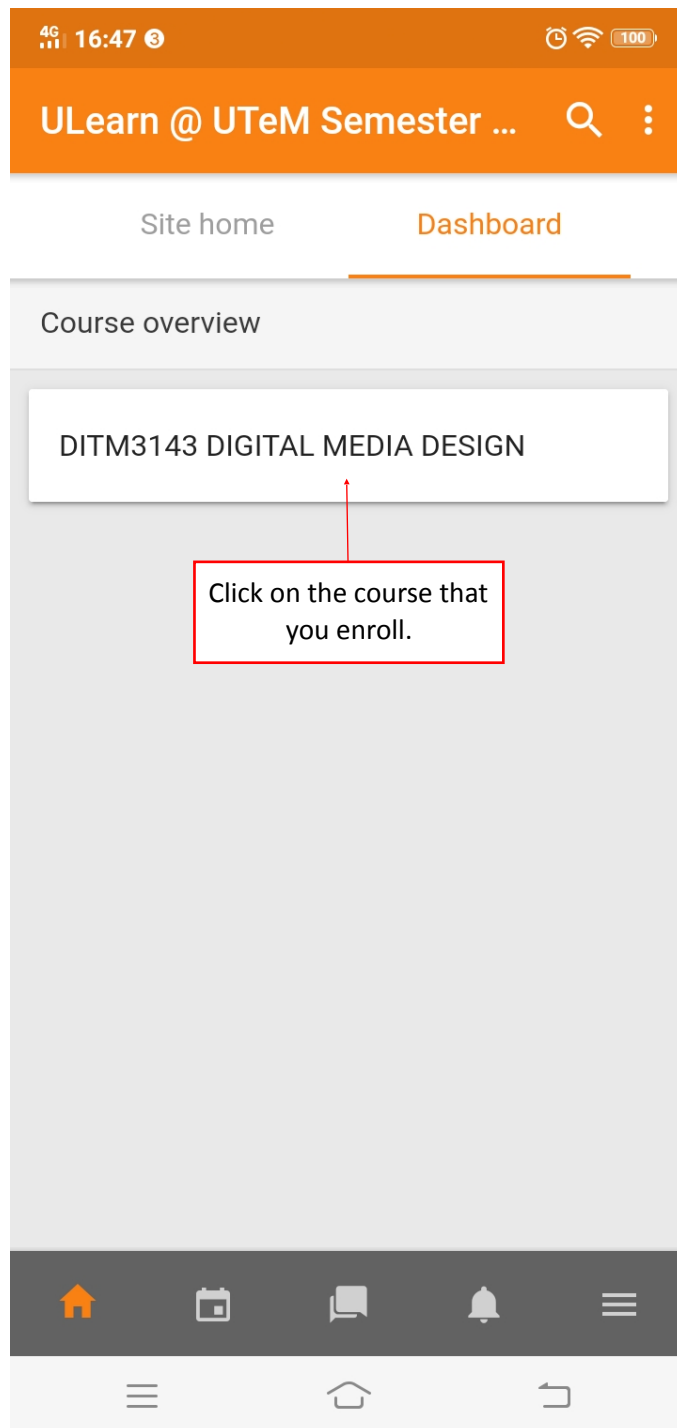 4G 16:47 3 100
ULearn @ UTeM Semester ...
Site home Dashboard
Course overview
DITM3143 DIGITAL MEDIA DESIGN
Click on the course that
you enroll.